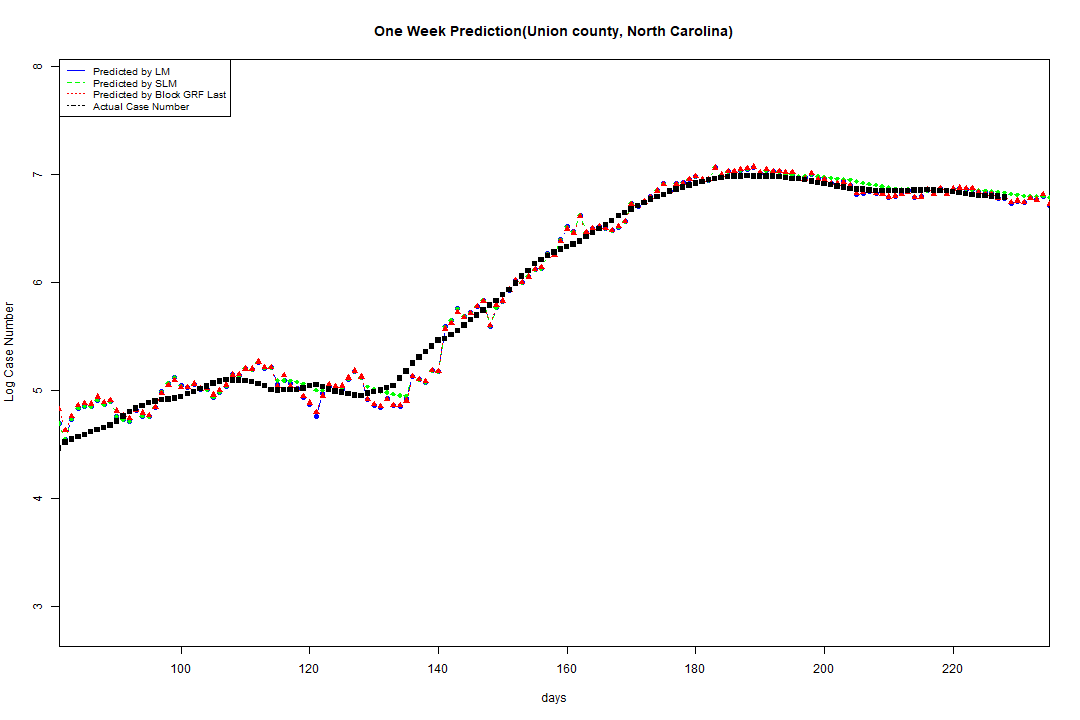 One Week Prediction(Union county, North Carolina)
Predicted by LM
Predicted by SLM
Predicted by Block GRF Last
Actual Case Number
8
7
6
5
4
3
Log Case Number
100 120 140 160 180 200 220
days